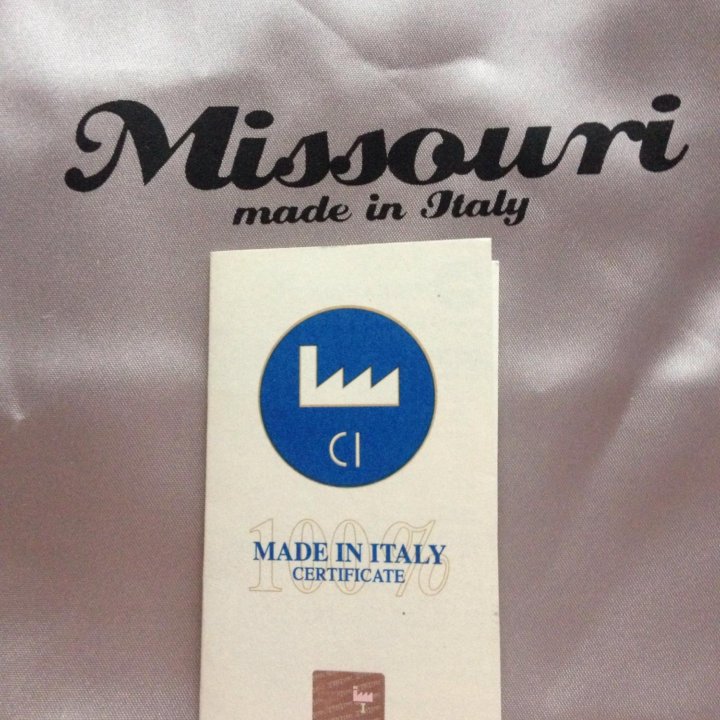 Missouri
made in Italy
CI
100%
MADE IN ITALY
CERTIFICATE